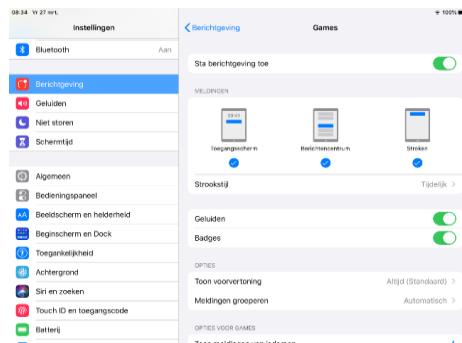 08:34 Vr 27 mrt.
100%
Instellingen
Bluetooth Aan
Berichtgeving
Geluiden
Niet storen
Schermtijd
Algemeen
Bedieningspaneel
AA Beeldscherm en helderheid
Beginscherm en Dock
Toegankelijkheid
Achtergrond
Siri en zoeken
Touch ID en toegangscode
Batterij
Berichtgeving Games
Sta berichtgeving toe
MELDINGEN
Toegangsscherm Berichtencentrum Stroken
Strookstijl Tijdelijk
Geluiden
Badges
OPTIES
Toon voorvertoning Altijd (Standaard)
Meldingen groeperen Automatisch
OPTIES VOOR GAMES